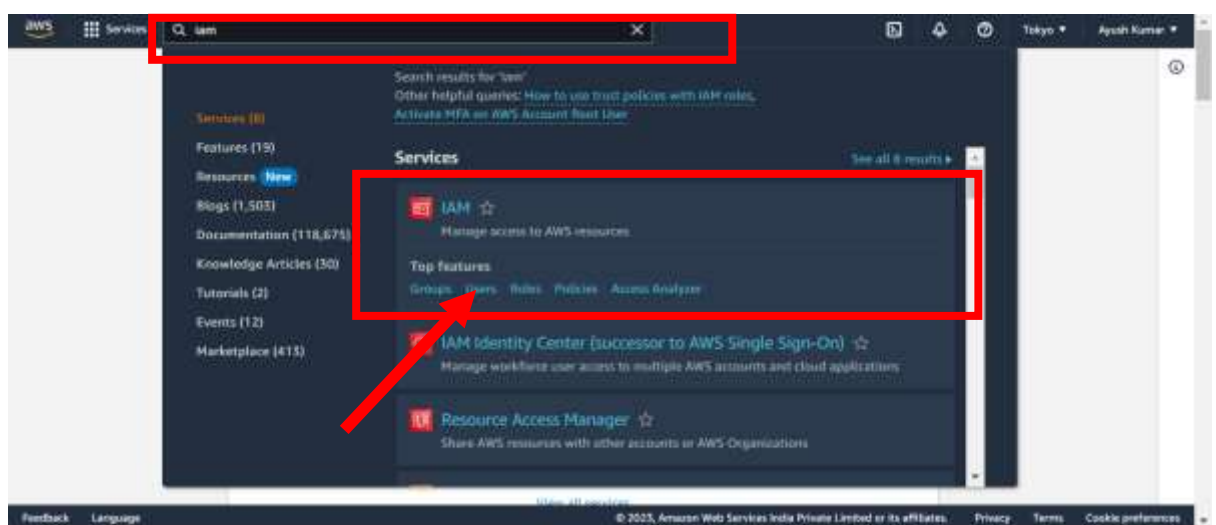 aws Services iam Tokyo Ayush Kumar
Search results for 'iam'
Other helpful queries: How to use trust policies with IAM roles,
Activate MFA on AWS Account Root User
Services (8)
Features (19)
Resources New
Blogs (1,503)
Documentation (118,675)
Knowledge Articles (30)
Tutorials (2)
Events (12)
Marketplace (413)
Services See all 8 results
IAM
Manage access to AWS resources
Top features
Groups Users Roles Policies Access Analyzer
IAM Identity Center (successor to AWS Single Sign-On)
Manage workforce user access to multiple AWS accounts and cloud applications
Resource Access Manager
Share AWS resources with other accounts or AWS Organizations
View all services
Feedback Language © 2023, Amazon Web Services India Private Limited or its affiliates. Privacy Terms Cookie preferences